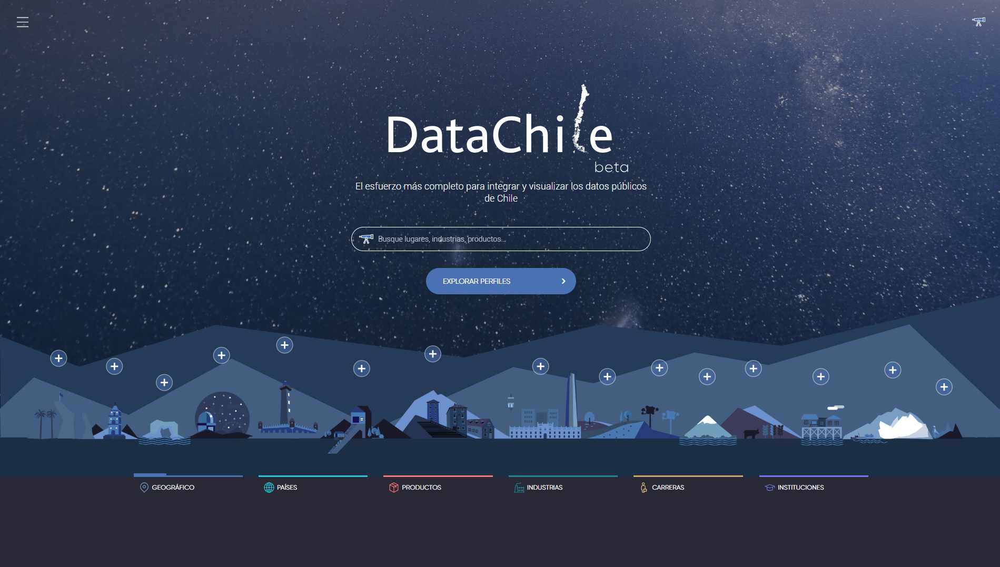 DataChile
beta
El esfuerzo más completo para integrar y visualizar los datos públicos
de Chile
Busque lugares, industrias, productos...
EXPLORAR PERFILES
GEOGRÁFICO
PAÍSES
PRODUCTOS
INDUSTRIAS
CARRERAS
INSTITUCIONES